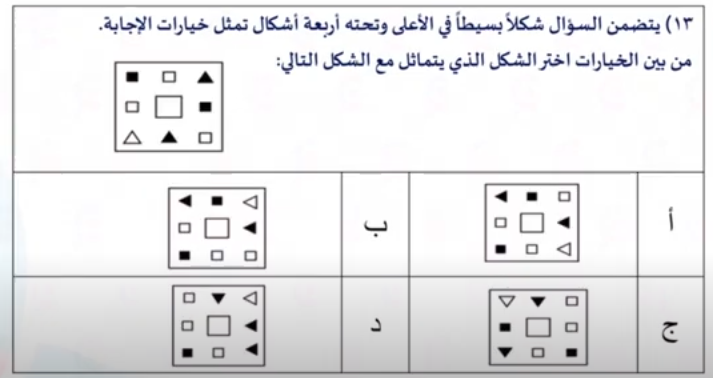 ١٣) يتضمن السؤال شكلاً بسيطاً في الأعلى وتحته أربعة أشكال تمثل خيارات الإجابة.
من بين الخيارات اختر الشكل الذي يتماثل مع الشكل التالي:
أ
ب
ج
د